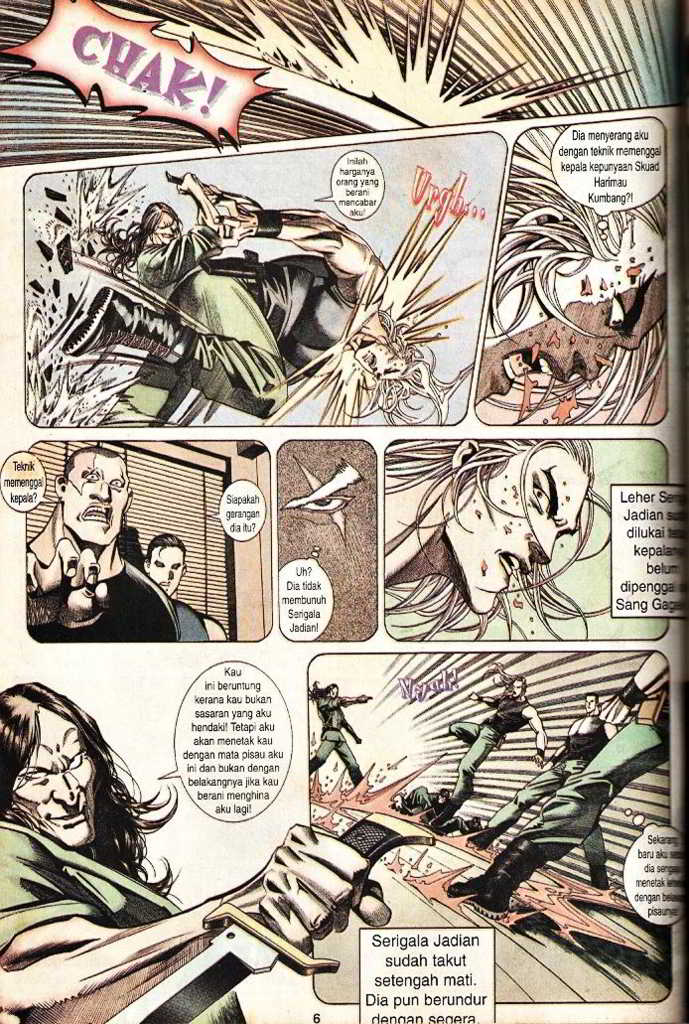 CHAK!
Inilah
harganya
orang yang
berani
mencabar
aku!
Urgh...
Dia menyerang aku
dengan teknik memenggal
kepala kepunyaan Skuad
Harimau
Kumbang?!
Teknik
memenggal
kepala?
Siapakah
gerangan
dia itu?
Uh?
Dia tidak
membunuh
Serigala
Jadian!
Leher
Jadian
dilukai
kepala
belum
dipenggal
Sang
Kau
ini beruntung
kerana kau bukan
sasaran yang aku
hendaki! Tetapi aku
akan menetak kau
dengan mata pisau aku
ini dan bukan dengan
belakangnya jika kau
berani menghina
aku lagi!
Sekarang
baru aku
dia
menetak
dengan
pisaunya!
Serigala Jadian
sudah takut
setengah mati.
Dia pun berundur
dengan segera.
6